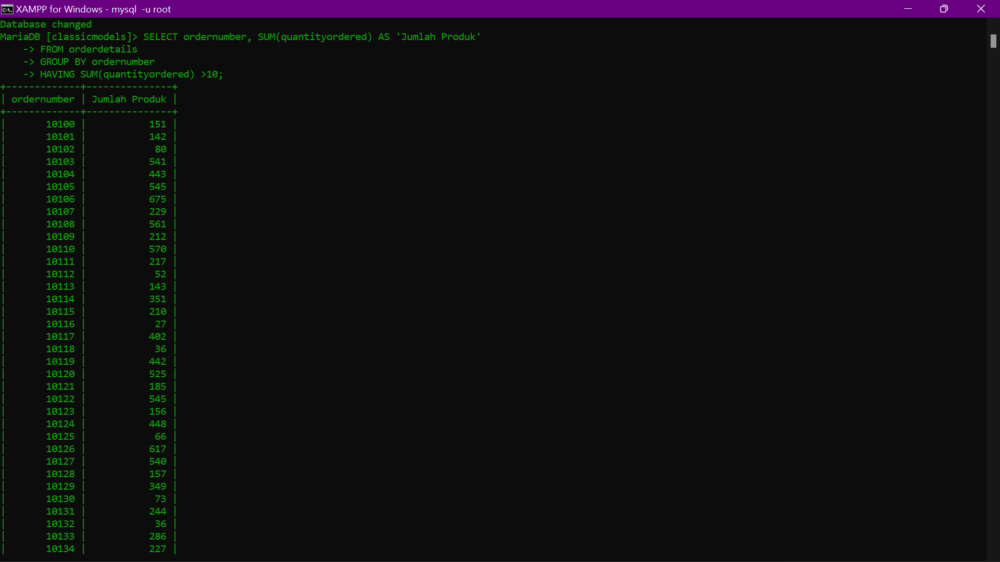 XAMPP for Windows - mysql  -u root
Database changed
MariaDB [classicmodels]> SELECT ordernumber, SUM(quantityordered) AS 'Jumlah Produk'
    -> FROM orderdetails
    -> GROUP BY ordernumber
    -> HAVING SUM(quantityordered) >10;
+-------------+---------------+
| ordernumber | Jumlah Produk |
+-------------+---------------+
|       10100 |           151 |
|       10101 |           142 |
|       10102 |            80 |
|       10103 |           541 |
|       10104 |           443 |
|       10105 |           545 |
|       10106 |           675 |
|       10107 |           229 |
|       10108 |           561 |
|       10109 |           212 |
|       10110 |           570 |
|       10111 |           217 |
|       10112 |            52 |
|       10113 |           143 |
|       10114 |           351 |
|       10115 |           210 |
|       10116 |            27 |
|       10117 |           402 |
|       10118 |            36 |
|       10119 |           442 |
|       10120 |           525 |
|       10121 |           185 |
|       10122 |           545 |
|       10123 |           156 |
|       10124 |           448 |
|       10125 |            66 |
|       10126 |           617 |
|       10127 |           540 |
|       10128 |           157 |
|       10129 |           349 |
|       10130 |            73 |
|       10131 |           244 |
|       10132 |            36 |
|       10133 |           286 |
|       10134 |           227 |